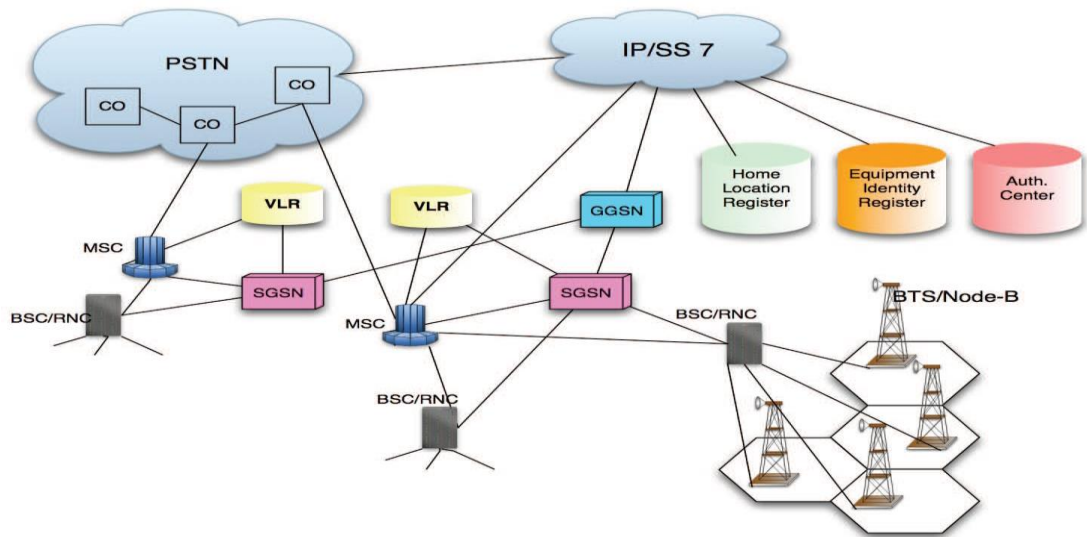 PSTN
IP/SS 7
CO
CO
CO
Home
Location
Register
Equipment
Identity
Register
Auth.
Center
VLR
VLR
GGSN
MSC
SGSN
SGSN
BSC/RNC
MSC
BSC/RNC
BTS/Node-B
BSC/RNC